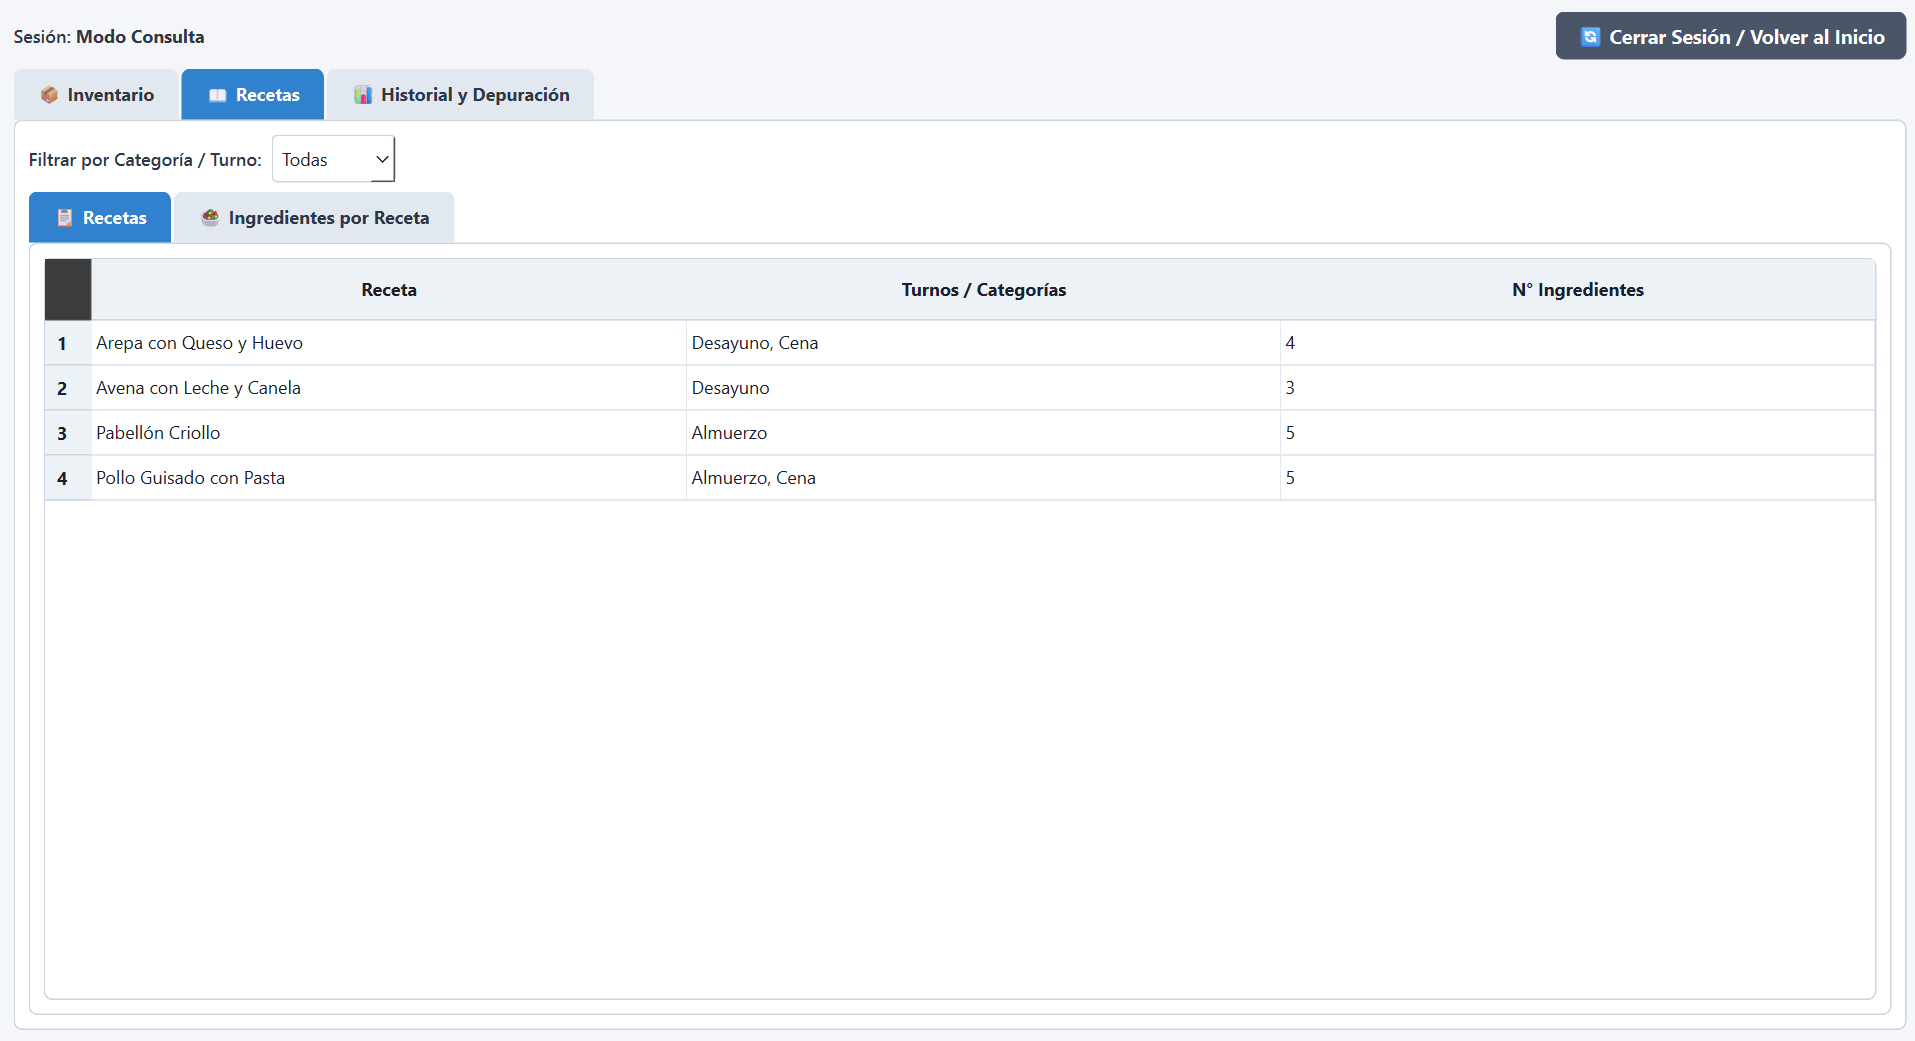 Sesión: Modo Consulta
Cerrar Sesión / Volver al Inicio
Inventario
Recetas
Historial y Depuración
Filtrar por Categoría / Turno:
Todas
Recetas
Ingredientes por Receta
Receta
Turnos / Categorías
N° Ingredientes
1 Arepa con Queso y Huevo Desayuno, Cena 4
2 Avena con Leche y Canela Desayuno 3
3 Pabellón Criollo Almuerzo 5
4 Pollo Guisado con Pasta Almuerzo, Cena 5